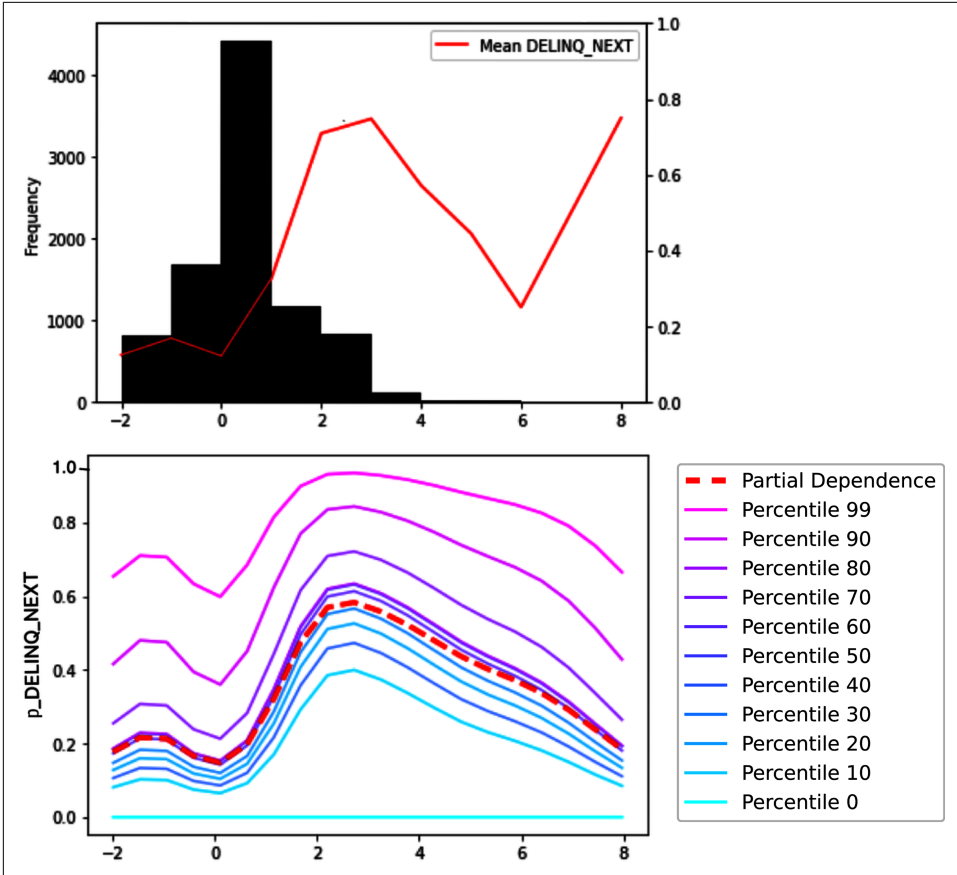 1.0
Mean DELINQ_NEXT
4000
0.8
3000
0.6
Frequency
2000
0.4
1000
0.2
0
0.0
−2 0 2 4 6 8
1.0
0.8
0.6
0.4
0.2
0.0
p_DELINQ_NEXT
−2 0 2 4 6 8
Partial Dependence
Percentile 99
Percentile 90
Percentile 80
Percentile 70
Percentile 60
Percentile 50
Percentile 40
Percentile 30
Percentile 20
Percentile 10
Percentile 0